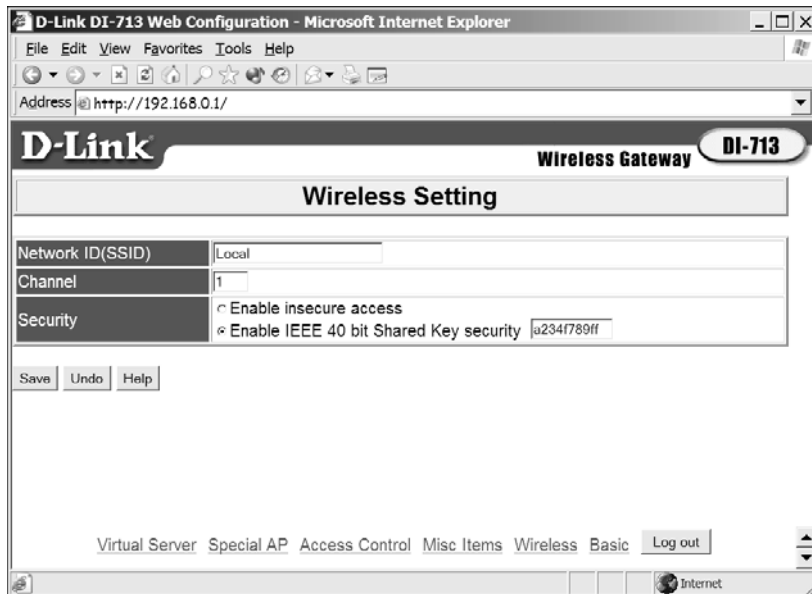 D-Link DI-713 Web Configuration - Microsoft Internet Explorer
File Edit View Favorites Tools Help
Address http://192.168.0.1/
D-Link
Wireless Gateway DI-713
Wireless Setting
Network ID(SSID) Local
Channel 1
Security Enable insecure access
Enable IEEE 40 bit Shared Key security a234f789ff
Save Undo Help
Virtual Server Special AP Access Control Misc Items Wireless Basic Log out
Internet